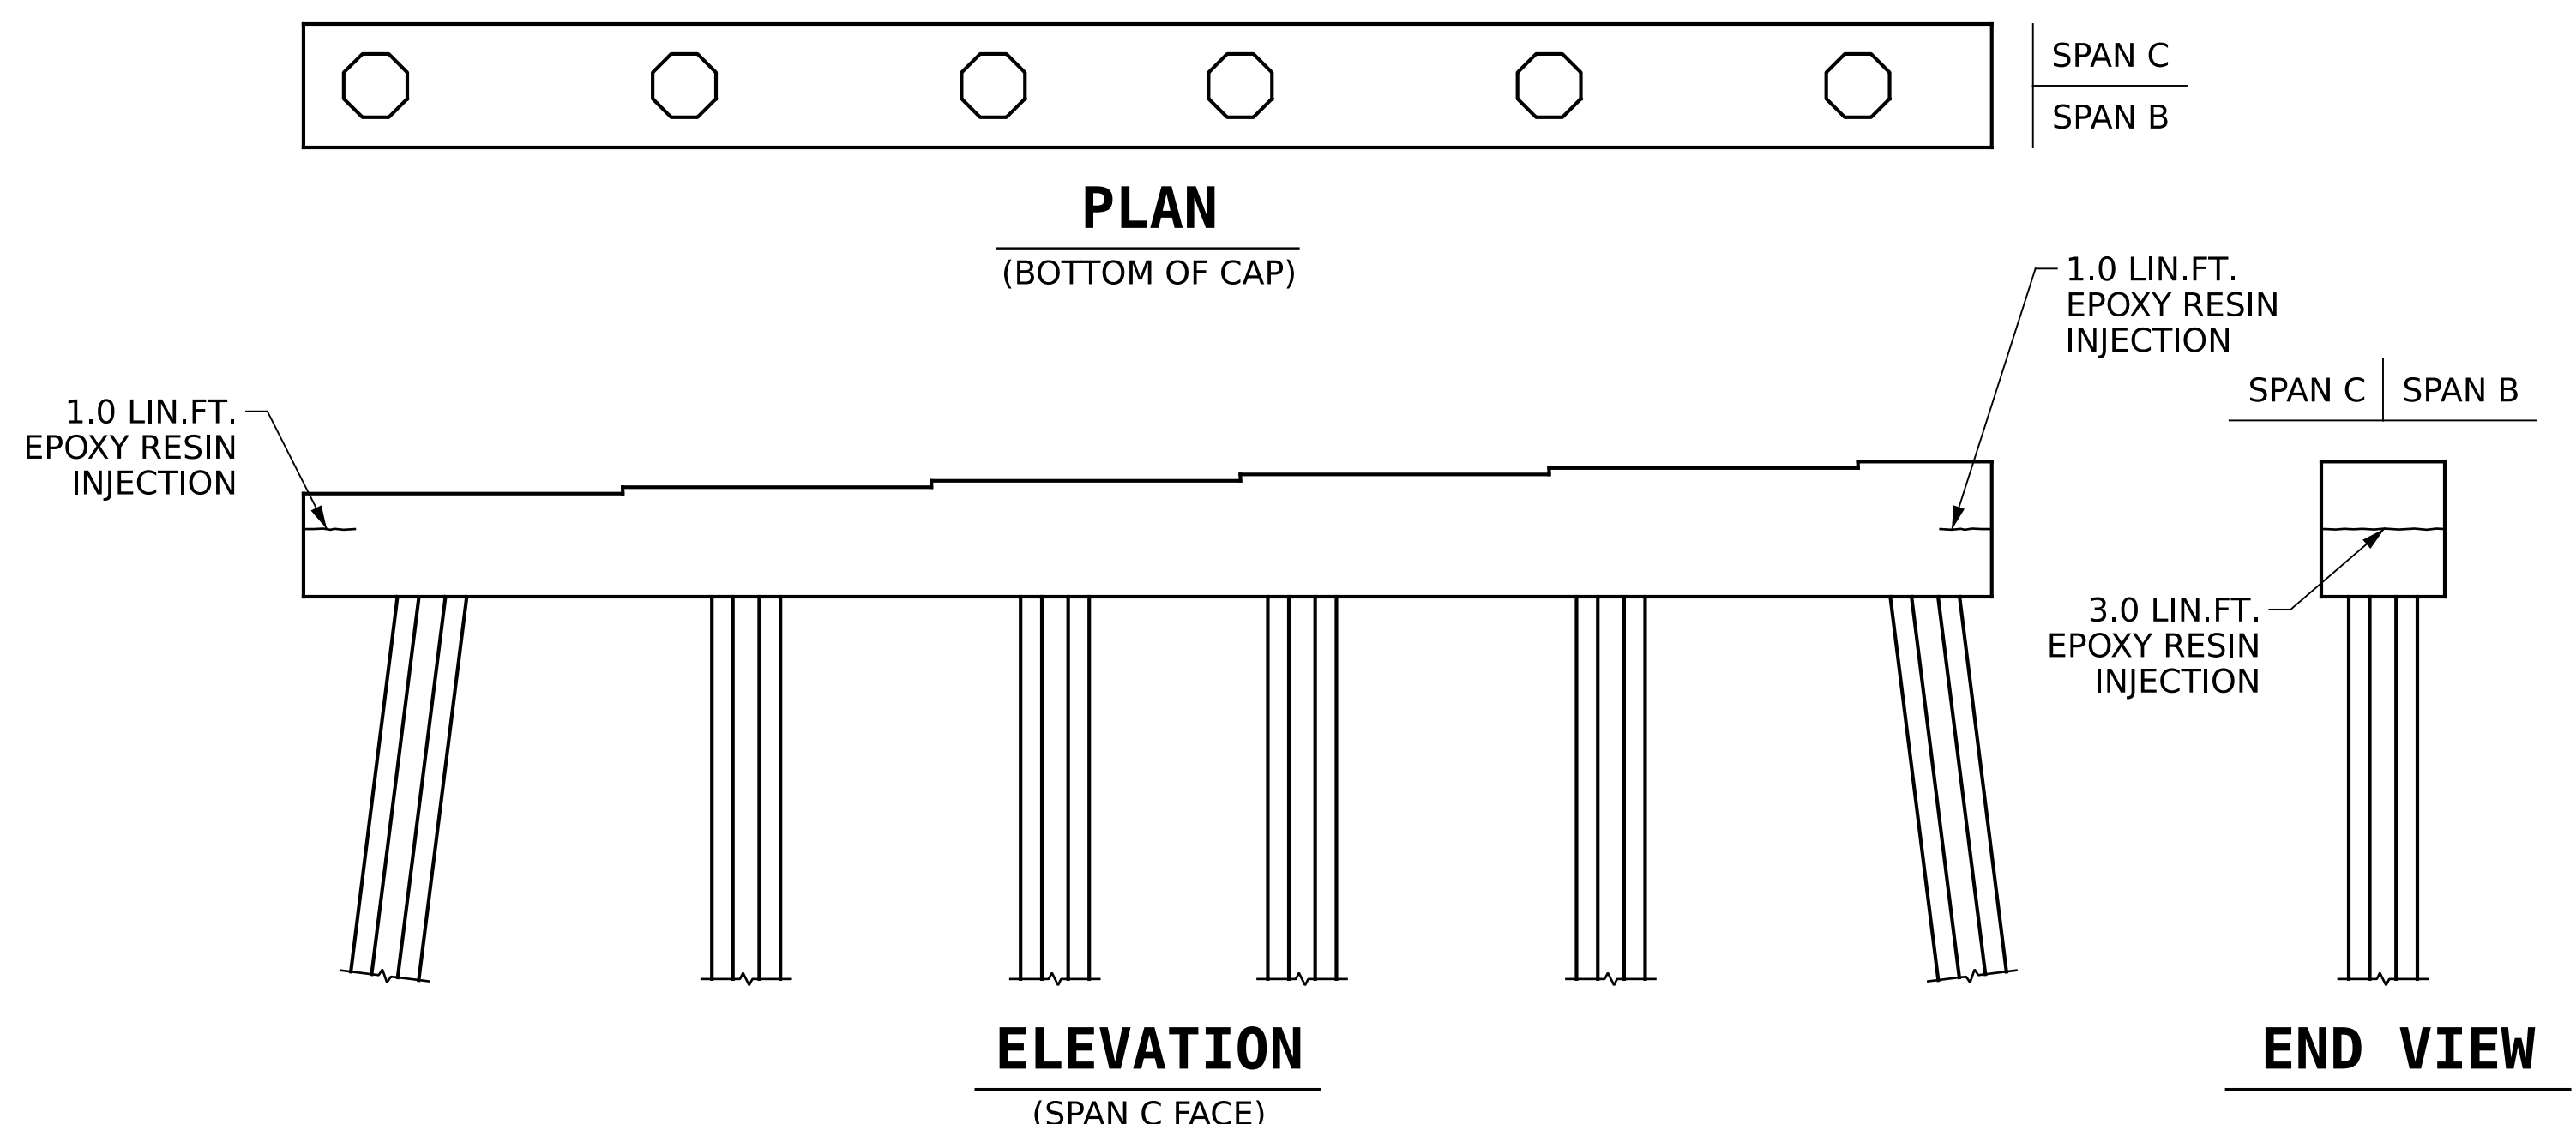 SPAN C
SPAN B
PLAN
(BOTTOM OF CAP)
1.0 LIN.FT.
EPOXY RESIN
INJECTION
1.0 LIN.FT.
EPOXY RESIN
INJECTION
SPAN C SPAN B
3.0 LIN.FT.
EPOXY RESIN
INJECTION
ELEVATION
(SPAN C FACE)
END VIEW